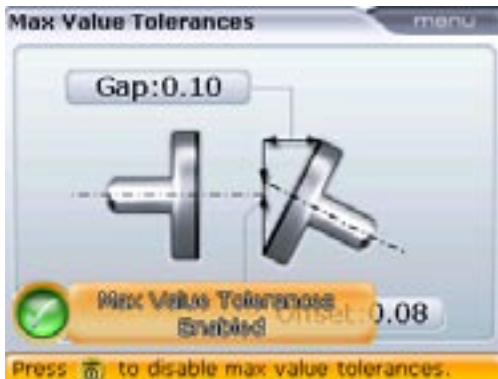 Max Value Tolerances
menu
Gap:0.10
Max Value Tolerances
Enabled
Offset:0.08
Press to disable max value tolerances.